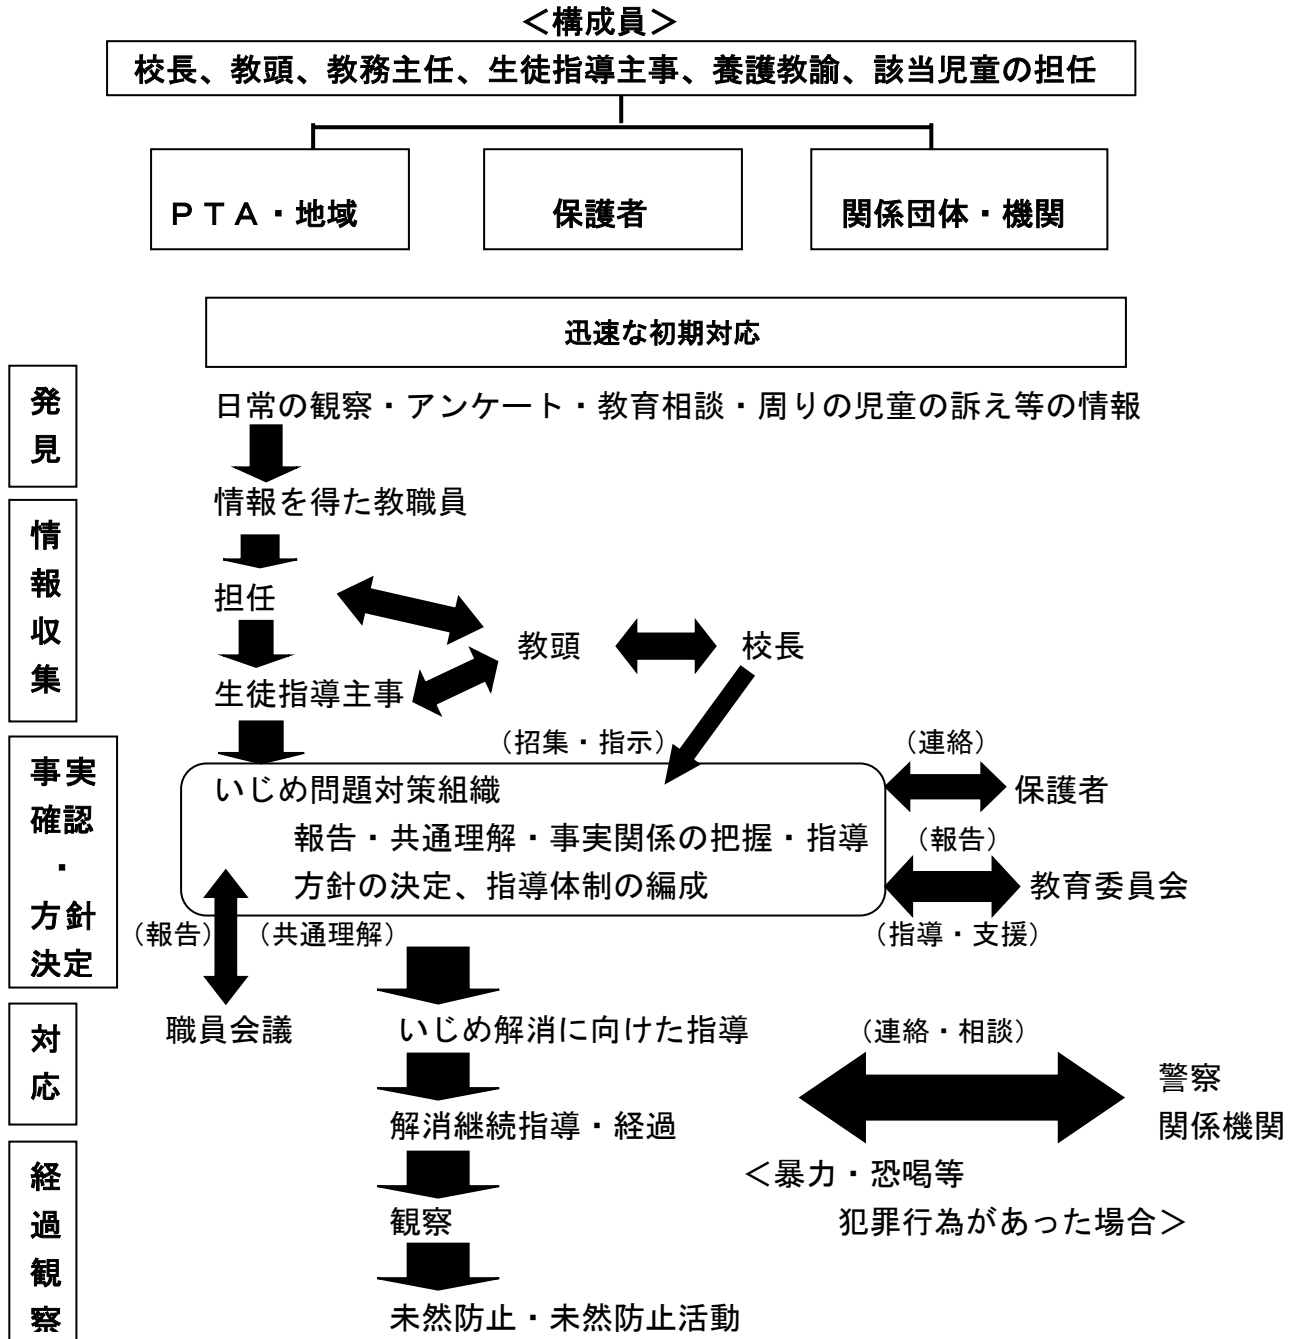 ＜構成員＞
校長、教頭、教務主任、生徒指導主事、養護教諭、該当児童の担任
ＰＴＡ・地域
保護者
関係団体・機関
迅速な初期対応
発見
日常の観察・アンケート・教育相談・周りの児童の訴え等の情報
情報を得た教職員
情報収集
担任
教頭
校長
生徒指導主事
（招集・指示）
（連絡）
事実確認・方針決定
いじめ問題対策組織
保護者
報告・共通理解・事実関係の把握・指導
（報告）
方針の決定、指導体制の編成
教育委員会
（報告）
（共通理解）
（指導・支援）
対応
職員会議
いじめ解消に向けた指導
（連絡・相談）
警察
関係機関
解消継続指導・経過
経過観察
＜暴力・恐喝等
犯罪行為があった場合＞
観察
未然防止・未然防止活動